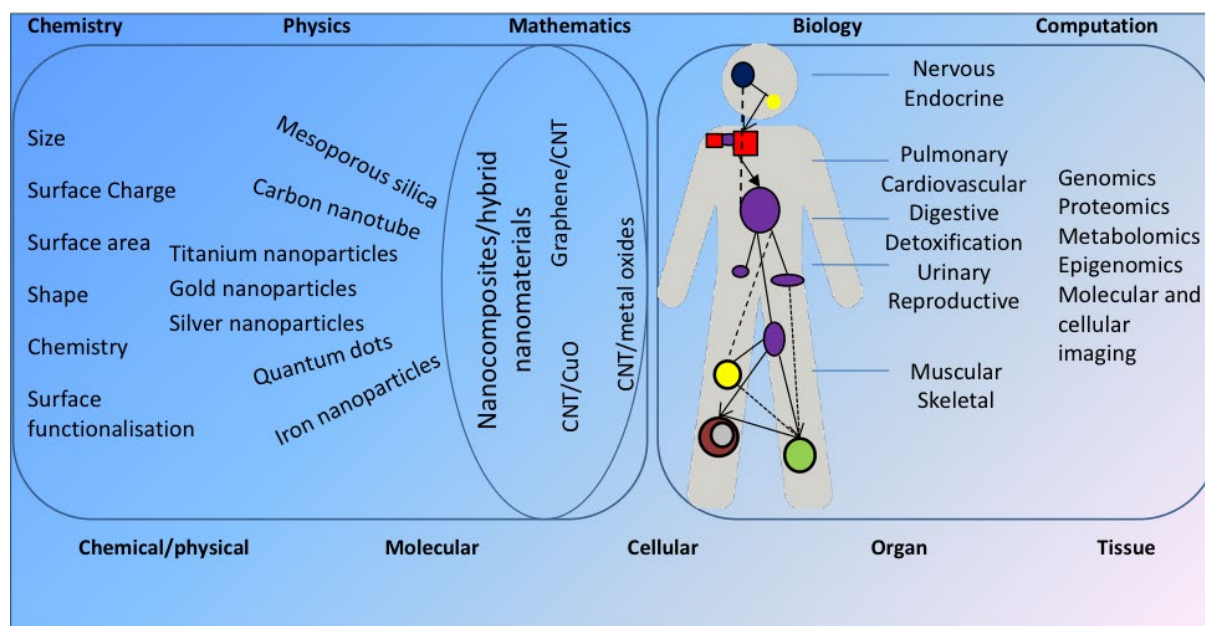 Chemistry
Physics
Mathematics
Biology
Computation
Size
Surface Charge
Surface area
Shape
Chemistry
Surface
functionalisation
Mesoporous silica
Carbon nanotube
Titanium nanoparticles
Gold nanoparticles
Silver nanoparticles
Quantum dots
Iron nanoparticles
Nanocomposites/hybrid
nanomaterials
Graphene/CNT
CNT/CuO
CNT/metal oxides
Nervous
Endocrine
Pulmonary
Cardiovascular
Digestive
Detoxification
Urinary
Reproductive
Muscular
Skeletal
Genomics
Proteomics
Metabolomics
Epigenomics
Molecular and
cellular
imaging
Chemical/physical
Molecular
Cellular
Organ
Tissue